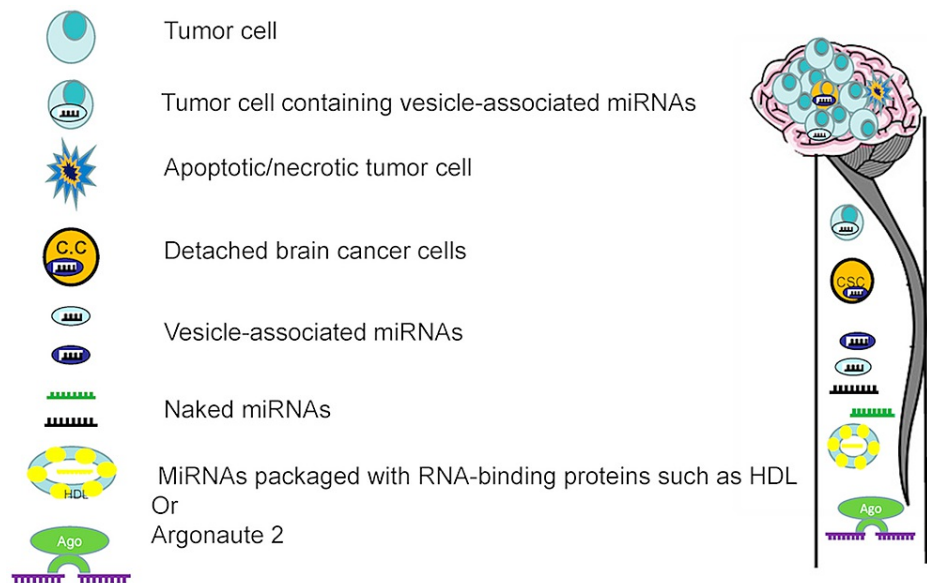 Tumor cell
Tumor cell containing vesicle-associated miRNAs
Apoptotic/necrotic tumor cell
C.C
Detached brain cancer cells
Vesicle-associated miRNAs
Naked miRNAs
HDL
MiRNAs packaged with RNA-binding proteins such as HDL
Or
Argonaute 2
Ago
CSC
Ago